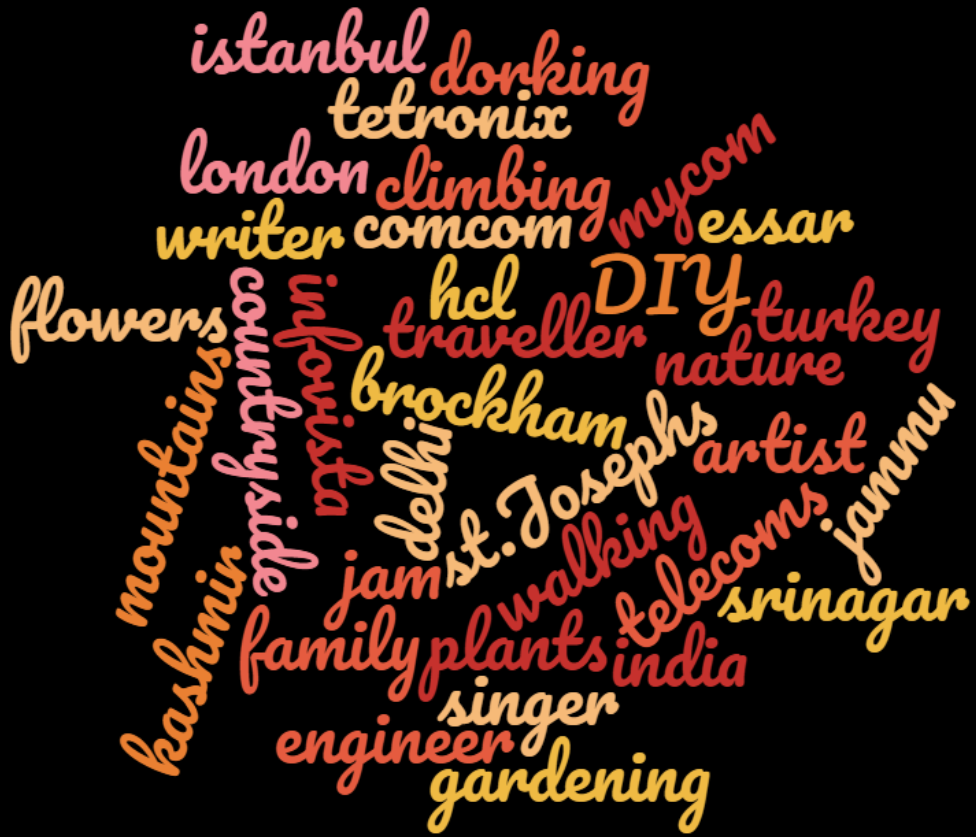 istanbul
dorking
tetronix
mycom
london
climbing
writer
comcom
essar
flowers
countryside
infovista
hcl
DIY
traveller
turkey
nature
brockham
mountains
delhi
st.Josephs
artist
jammu
kashmir
jam
walking
telecoms
srinagar
family
plants
india
singer
engineer
gardening